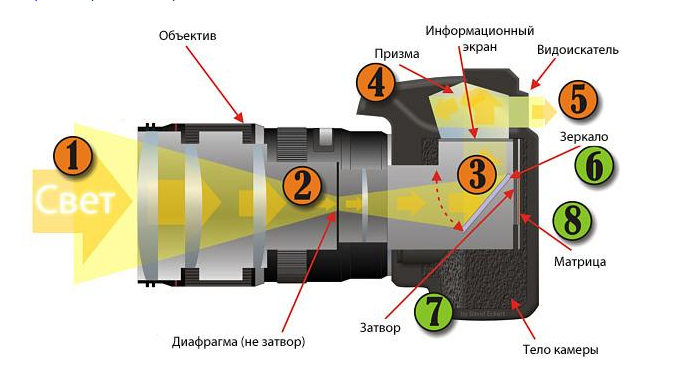 Объектив
Информационный
экран
Призма
Видоискатель
4
5
1
Зеркало
6
2
3
Свет
8
Матрица
7
Затвор
Диафрагма (не затвор)
Тело камеры